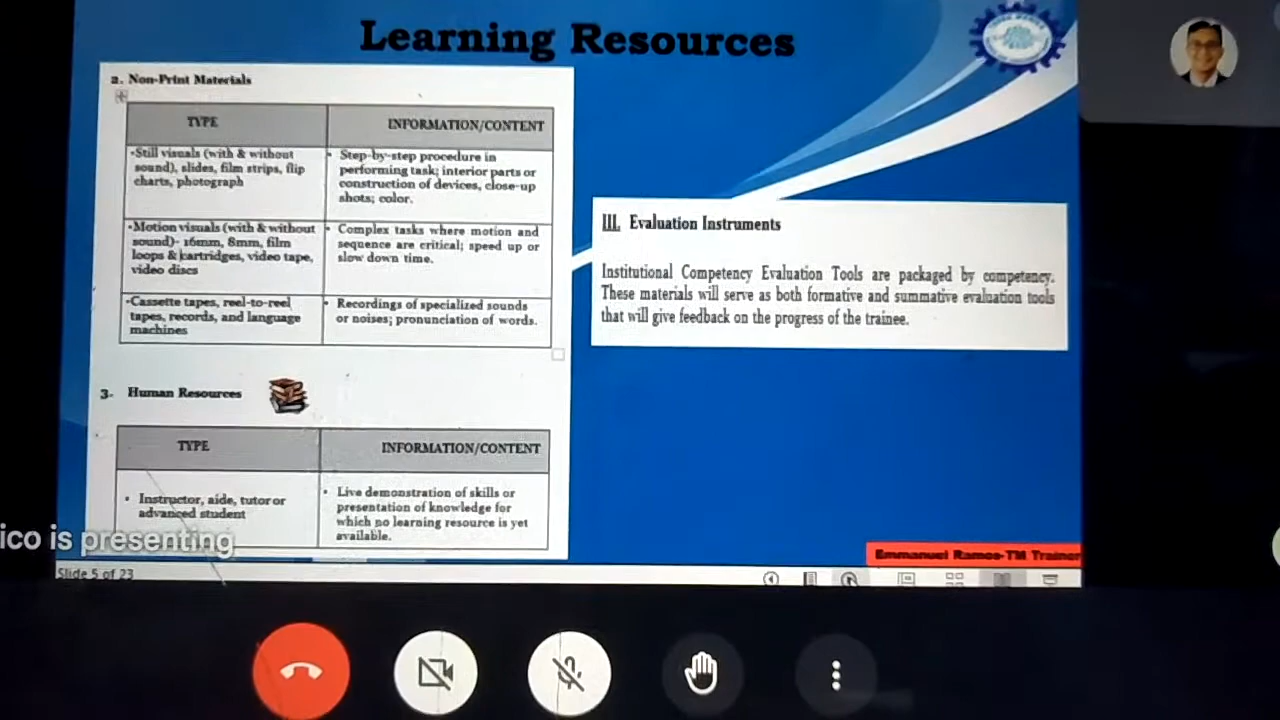 Learning Resources
2. Non-Print Materials
TYPE
INFORMATION/CONTENT
•Still visuals (with & without
sound), slides, film strips, flip
charts, photograph
• Step-by-step procedure in
performing task; interior parts or
construction of devices, close-up
shots; color.
•Motion visuals (with & without
sound)- 16mm, 8mm, film
loops & cartridges, video tape,
video discs
• Complex tasks where motion and
sequence are critical; speed up or
slow down time.
•Cassette tapes, reel-to-reel
tapes, records, and language
machines
• Recordings of specialized sounds
or noises; pronunciation of words.
3. Human Resources
TYPE
INFORMATION/CONTENT
• Instructor, aide, tutor or
advanced student
• Live demonstration of skills or
presentation of knowledge for
which no learning resource is yet
available.
III. Evaluation Instruments
Institutional Competency Evaluation Tools are packaged by competency.
These materials will serve as both formative and summative evaluation tools
that will give feedback on the progress of the trainee.
Emmanuel Ramos-TM Trainer
ico is presenting
Slide 5 of 23